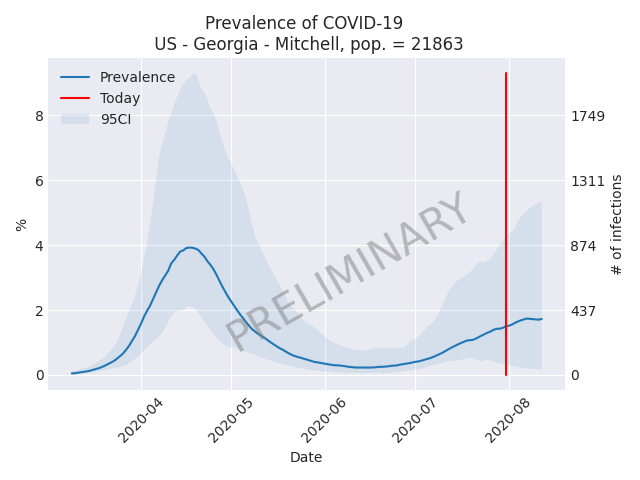 Prevalence of COVID-19
US - Georgia - Mitchell, pop. = 21863
Prevalence
Today
95CI
8
6
4
2
0
%
1749
1311
874
437
0
# of infections
PRELIMINARY
2020-04
2020-05
2020-06
2020-07
2020-08
Date